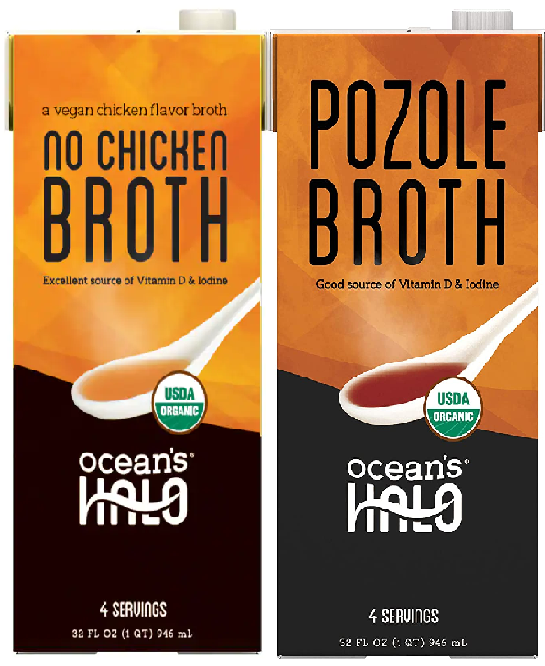 a vegan chicken flavor broth
NO CHICKEN
BROTH
Excellent source of Vitamin D & Iodine
USDA
ORGANIC
ocean's®
HALO
4 SERVINGS
32 FL OZ (1 QT) 946 mL
POZOLE
BROTH
Good source of Vitamin D & Iodine
USDA
ORGANIC
ocean's®
HALO
4 SERVINGS
32 FL OZ (1 QT) 946 mL